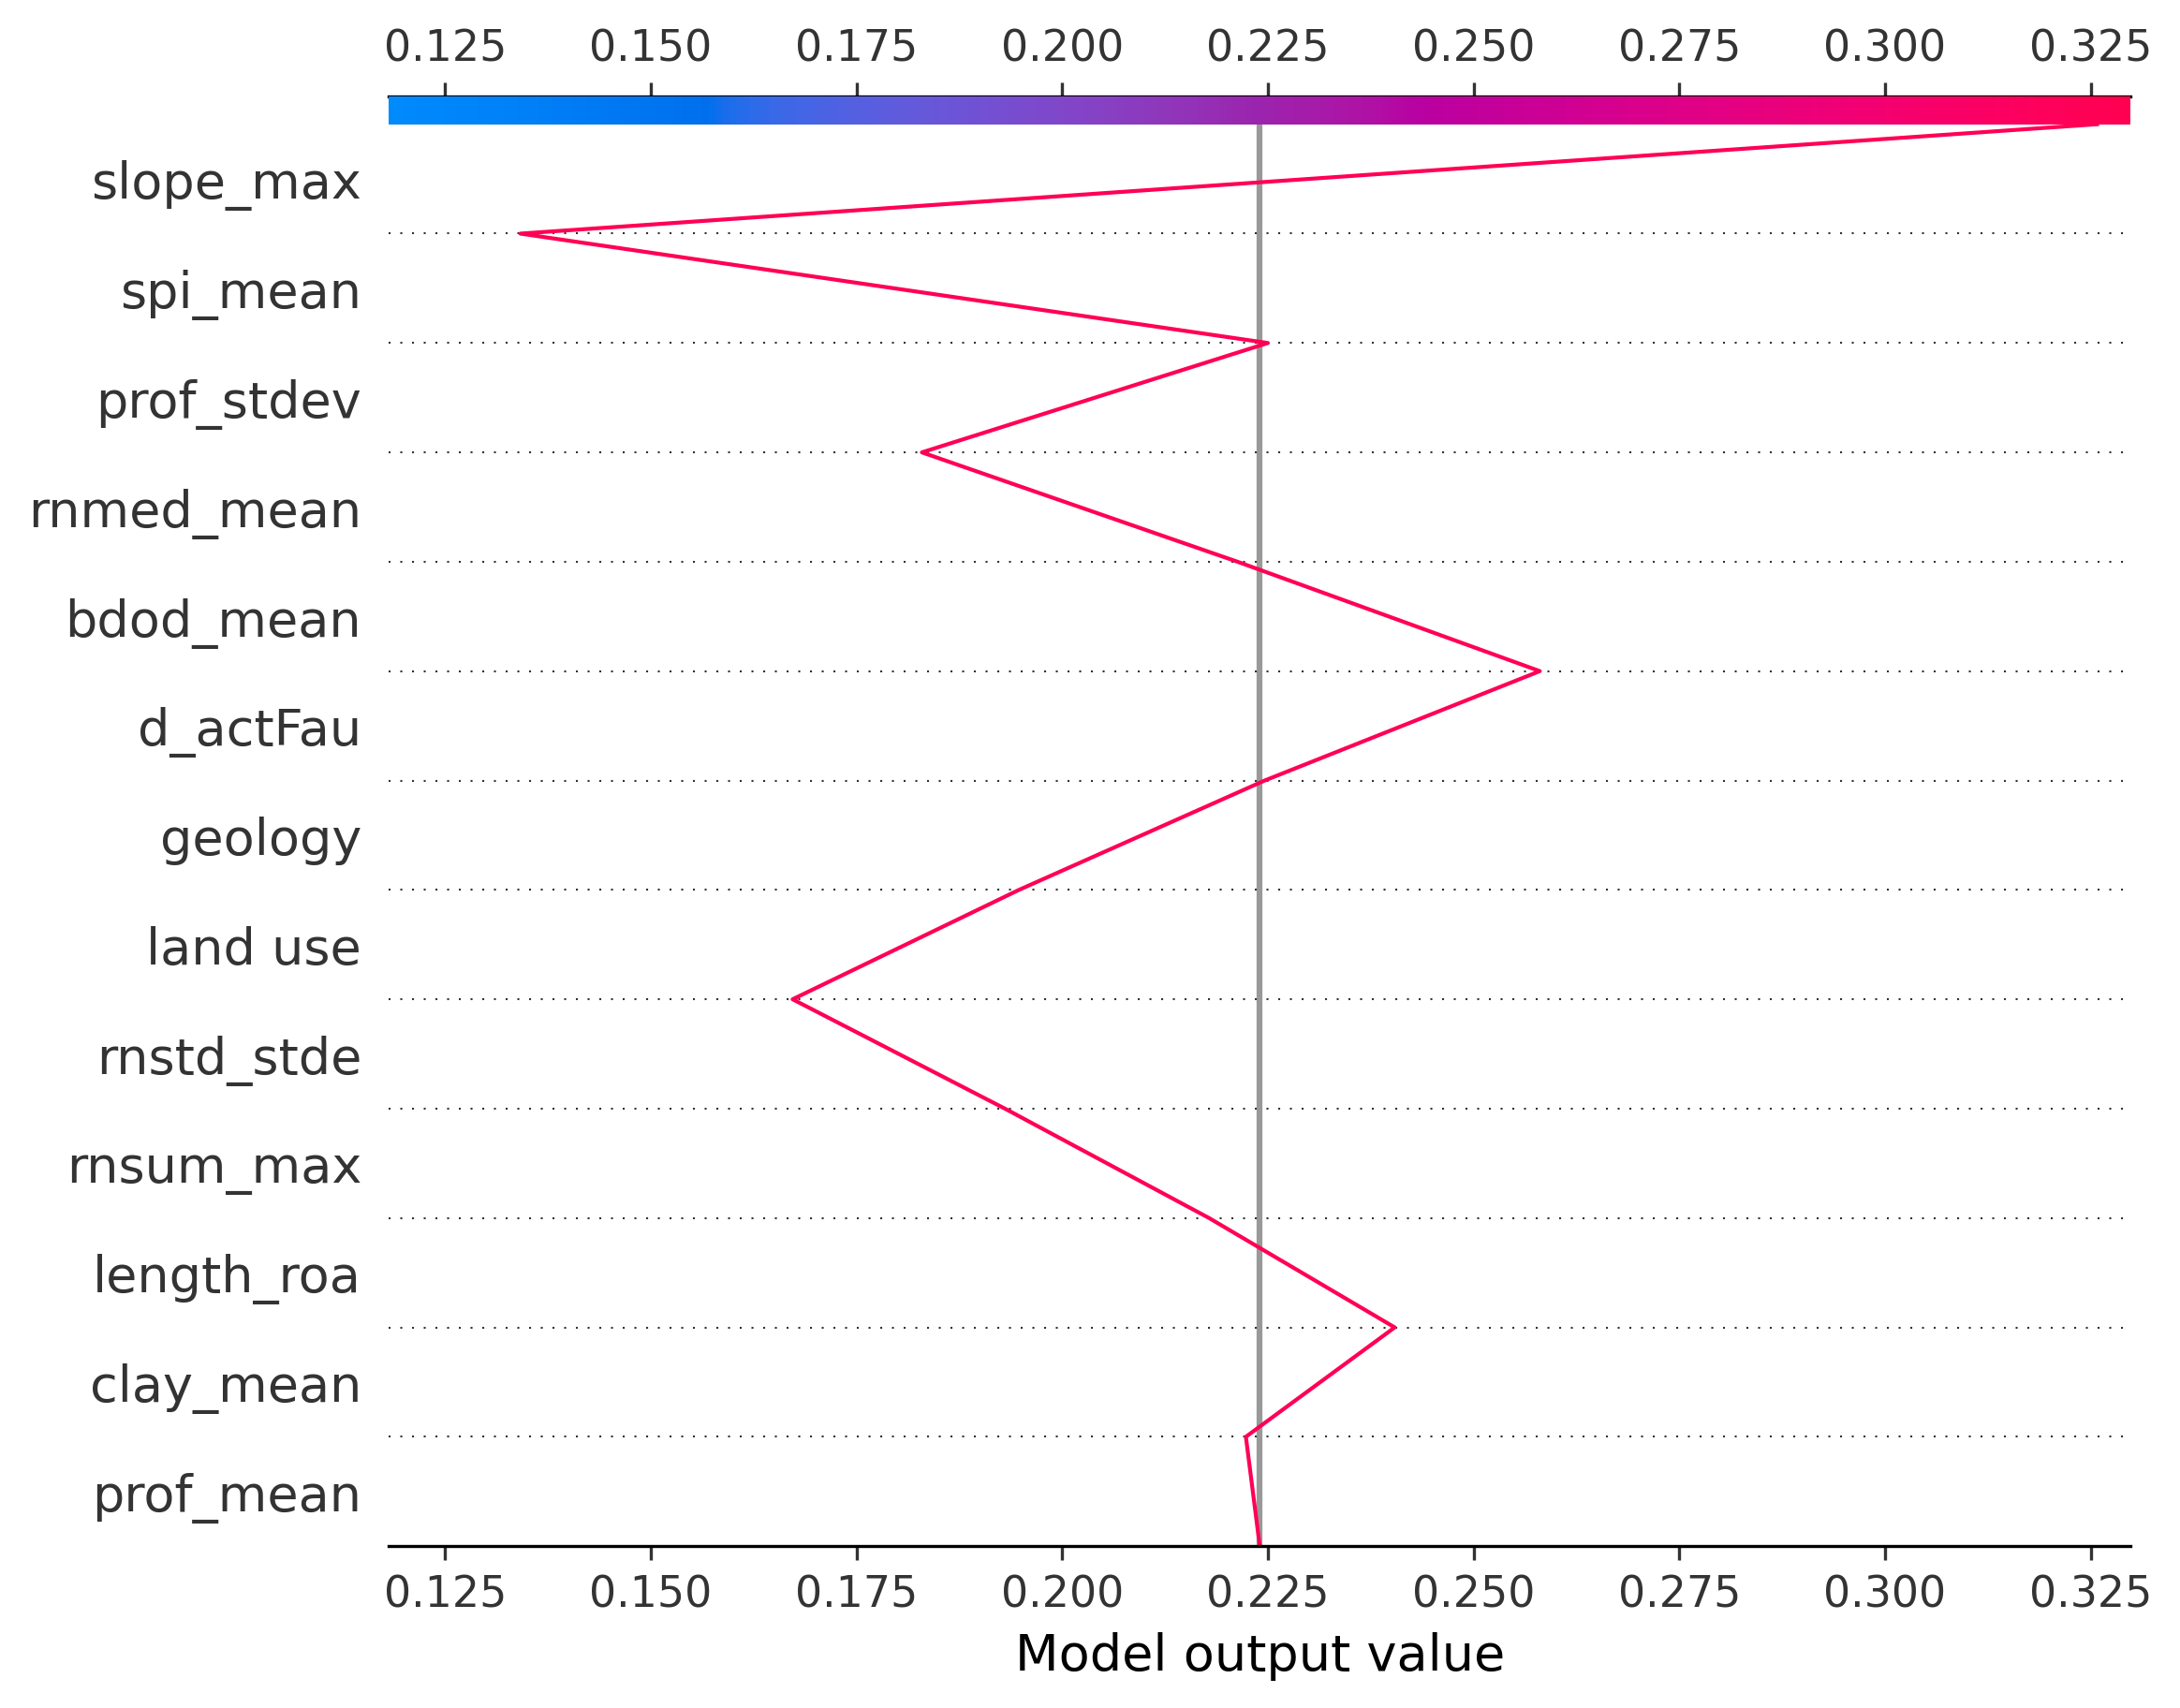 0.125 0.150 0.175 0.200 0.225 0.250 0.275 0.300 0.325
slope_max
spi_mean
prof_stdev
rnmed_mean
bdod_mean
d_actFau
geology
land use
rnstd_stde
rnsum_max
length_roa
clay_mean
prof_mean
0.125 0.150 0.175 0.200 0.225 0.250 0.275 0.300 0.325
Model output value